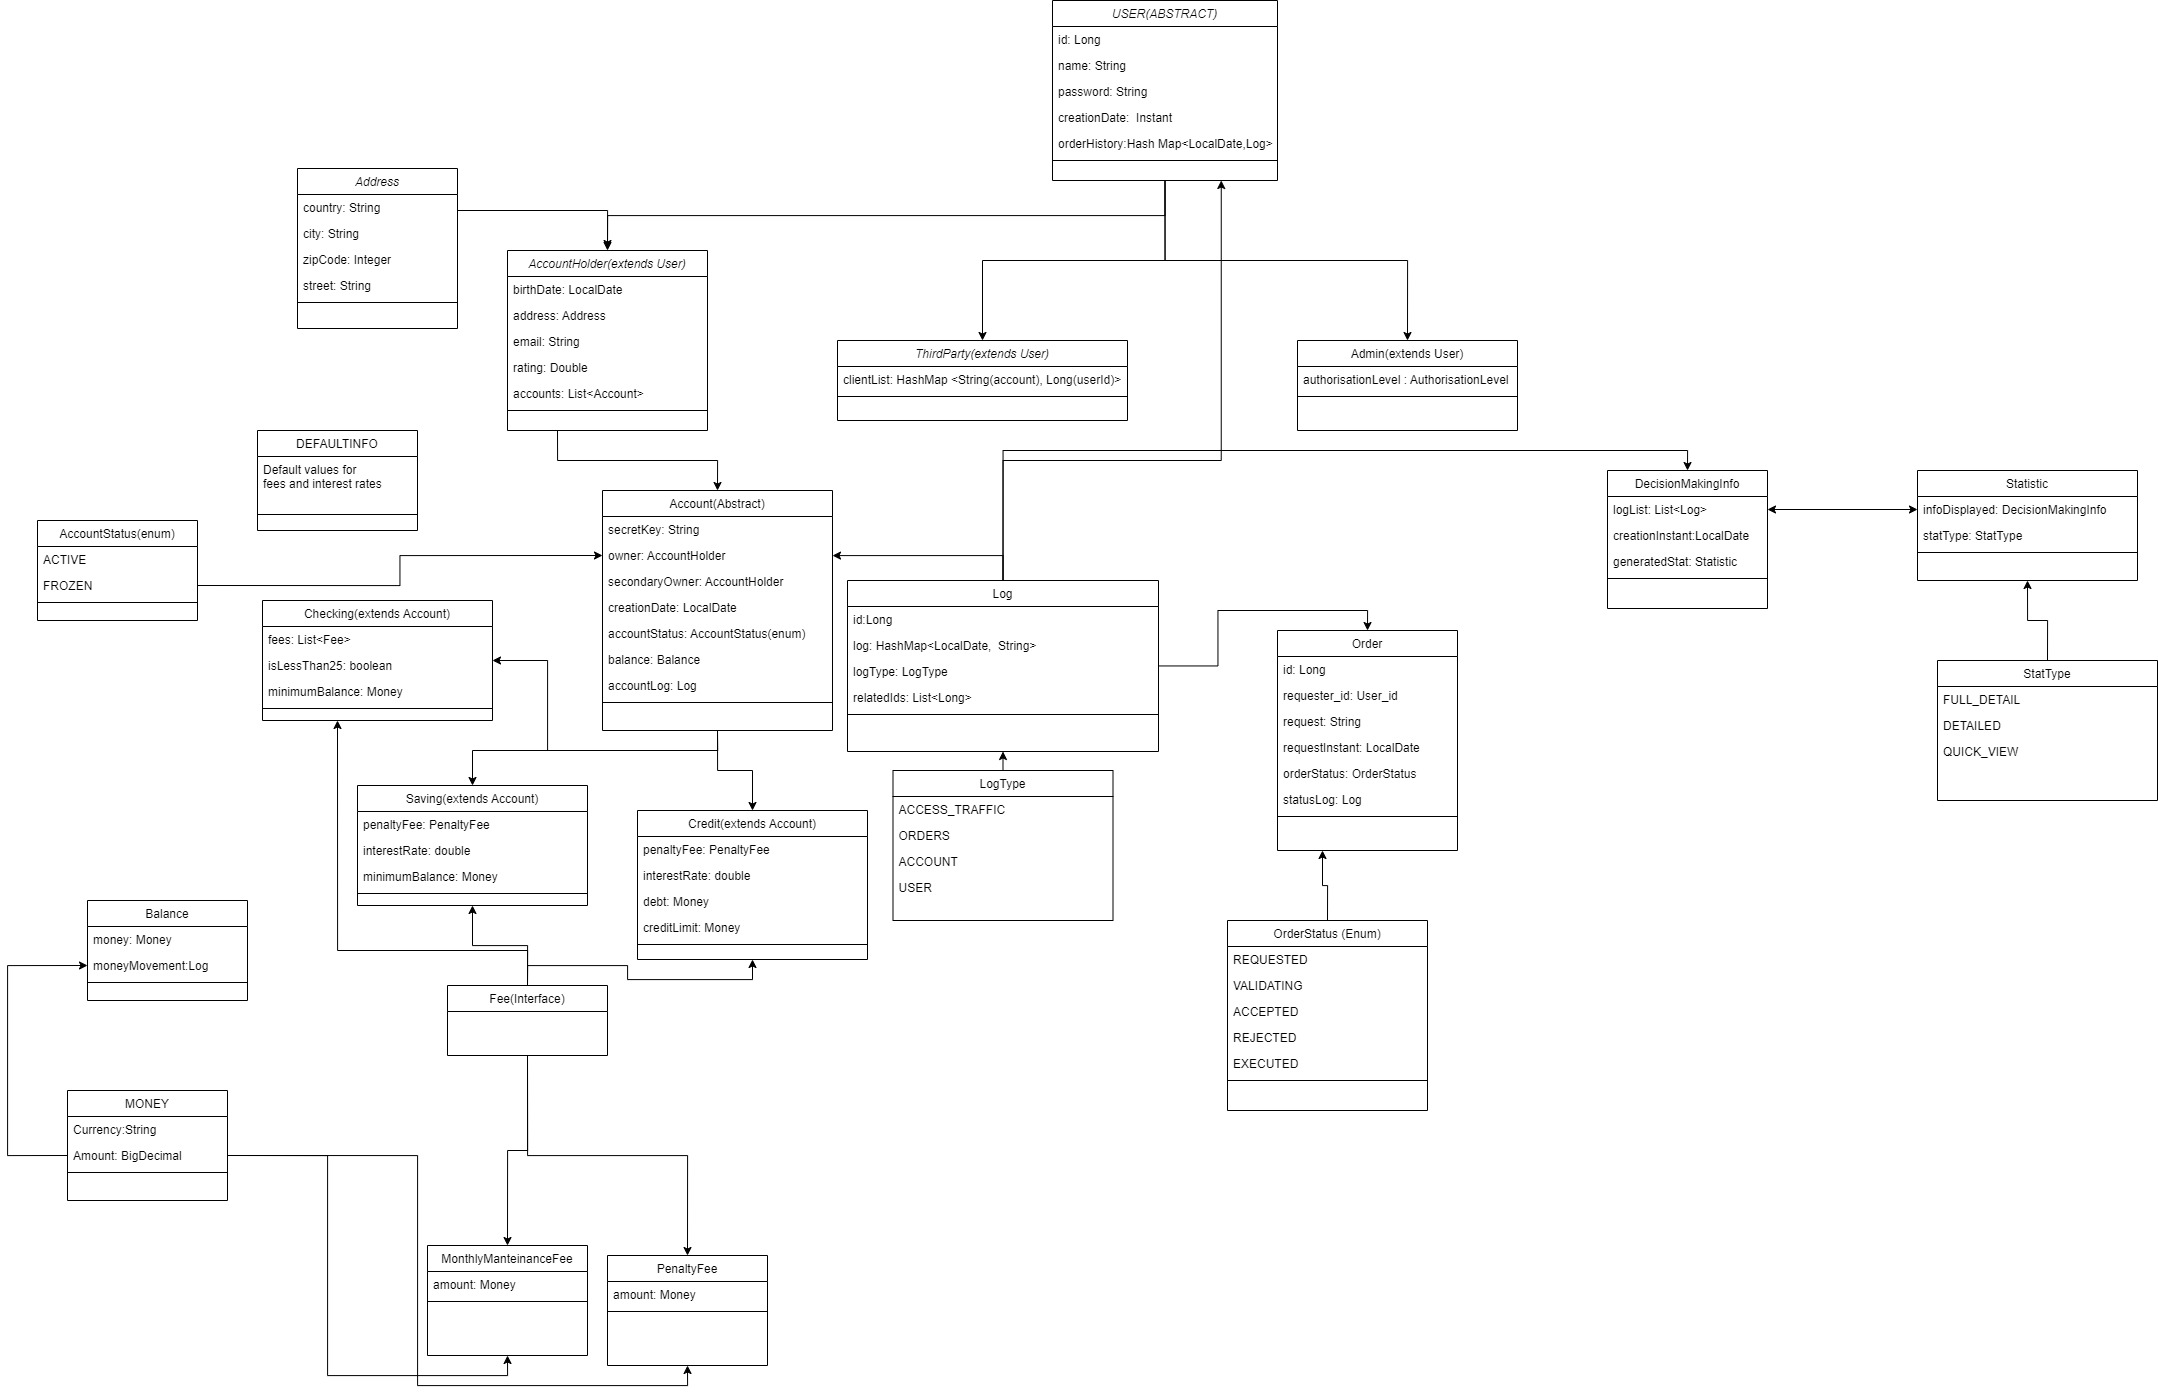 USER(ABSTRACT)
id: Long
name: String
password: String
creationDate:  Instant
orderHistory:Hash Map<LocalDate,Log>
Address
country: String
city: String
zipCode: Integer
street: String
AccountHolder(extends User)
birthDate: LocalDate
address: Address
email: String
rating: Double
accounts: List<Account>
ThirdParty(extends User)
clientList: HashMap <String(account), Long(userId)>
Admin(extends User)
authorisationLevel : AuthorisationLevel
DEFAULTINFO
Default values for
fees and interest rates
AccountStatus(enum)
ACTIVE
FROZEN
Account(Abstract)
secretKey: String
owner: AccountHolder
secondaryOwner: AccountHolder
creationDate: LocalDate
accountStatus: AccountStatus(enum)
balance: Balance
accountLog: Log
DecisionMakingInfo
logList: List<Log>
creationInstant:LocalDate
generatedStat: Statistic
Statistic
infoDisplayed: DecisionMakingInfo
statType: StatType
Checking(extends Account)
fees: List<Fee>
isLessThan25: boolean
minimumBalance: Money
Log
id:Long
log: HashMap<LocalDate,  String>
logType: LogType
relatedIds: List<Long>
Order
id: Long
requester_id: User_id
request: String
requestInstant: LocalDate
orderStatus: OrderStatus
statusLog: Log
StatType
FULL_DETAIL
DETAILED
QUICK_VIEW
Saving(extends Account)
penaltyFee: PenaltyFee
interestRate: double
minimumBalance: Money
Credit(extends Account)
penaltyFee: PenaltyFee
interestRate: double
debt: Money
creditLimit: Money
LogType
ACCESS_TRAFFIC
ORDERS
ACCOUNT
USER
Balance
money: Money
moneyMovement:Log
OrderStatus (Enum)
REQUESTED
VALIDATING
ACCEPTED
REJECTED
EXECUTED
Fee(Interface)
MONEY
Currency:String
Amount: BigDecimal
MonthlyManteinanceFee
amount: Money
PenaltyFee
amount: Money